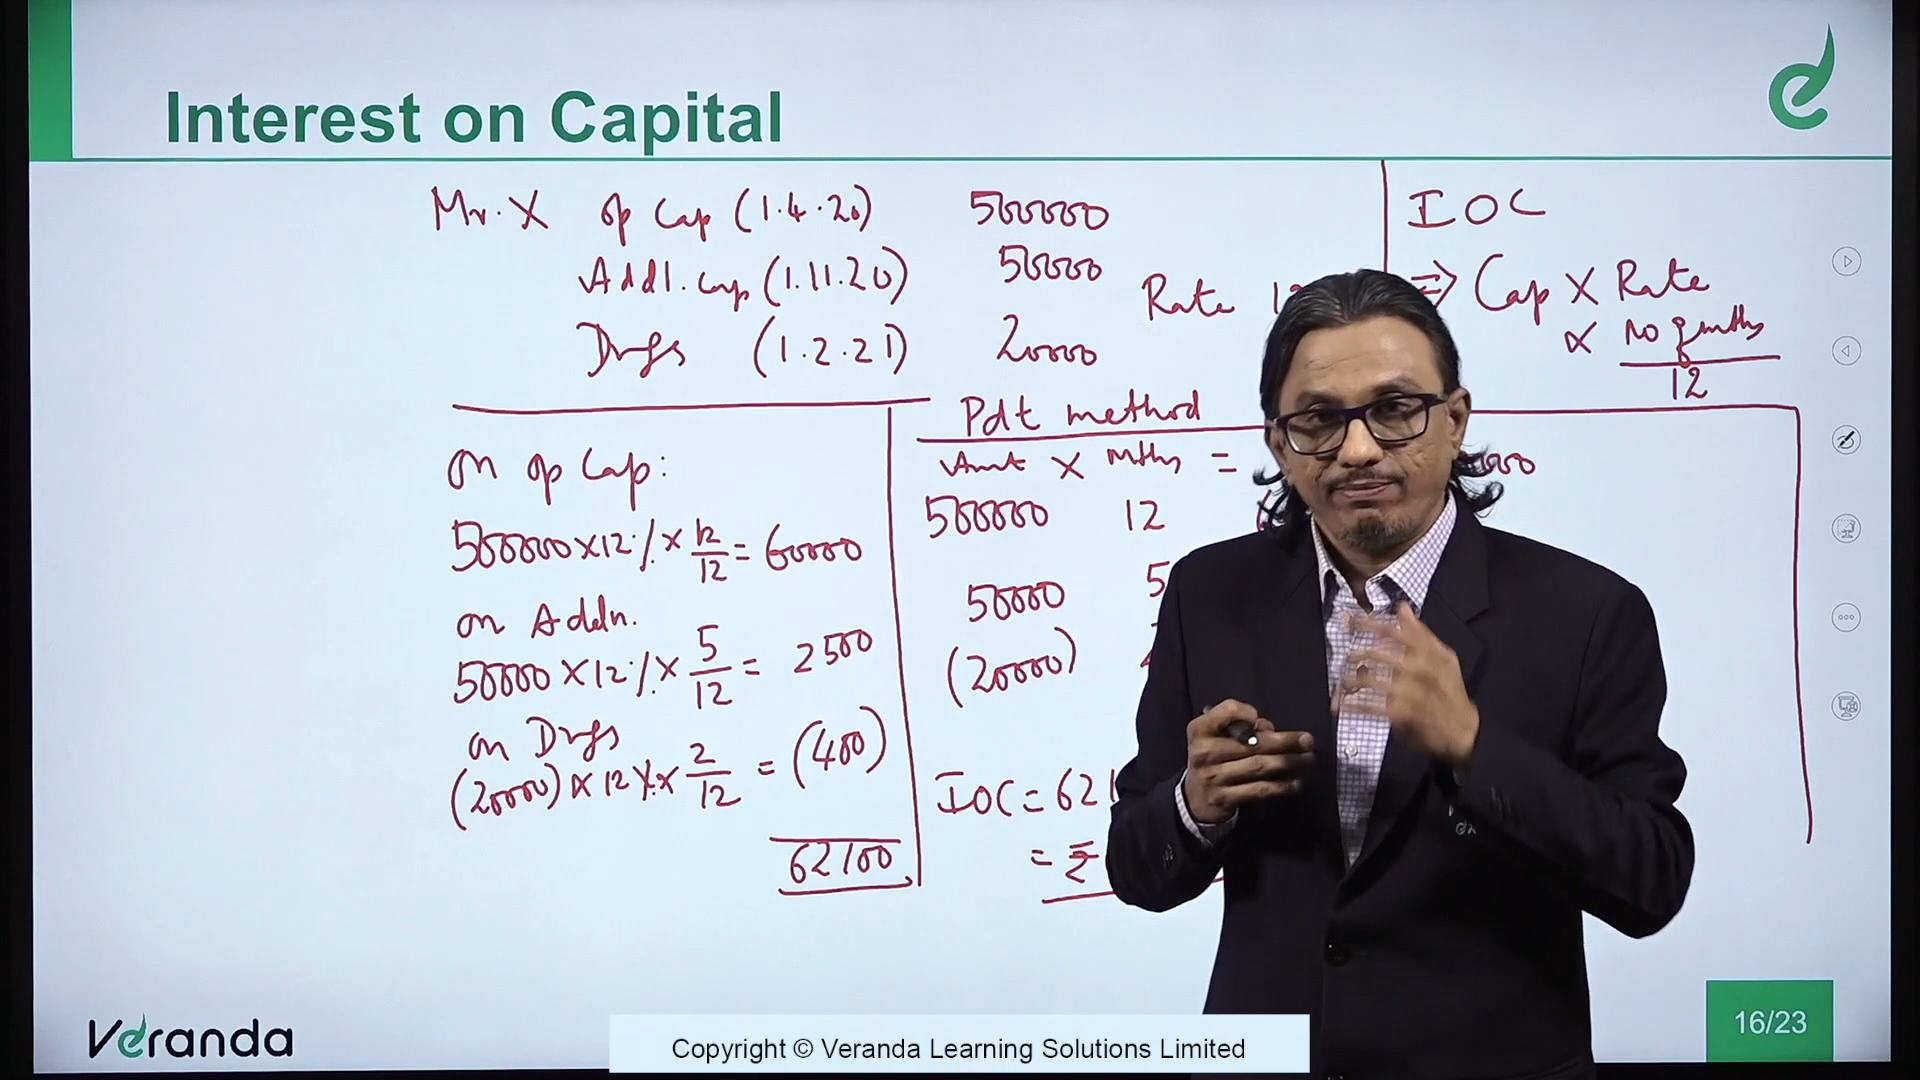 Interest on Capital
Mr. X op Cap (1.4.20) 500000
Addl. cap (1.11.20) 50000
Drgs (1.2.21) 20000
Rate
IOC
⇒ Cap X Rate
x no of mths
12
On op Cap:
500000 x 12% x 12/12 = 60000
on Addn.
50000 x 12% x 5/12 = 2500
on Drgs
(20000) x 12% x 2/12 = (400)
62100
Pdt method
Amt X Mths =
500000 12
50000 5
(20000)
IOC = 621
= ₹
Veranda
16/23
Copyright © Veranda Learning Solutions Limited